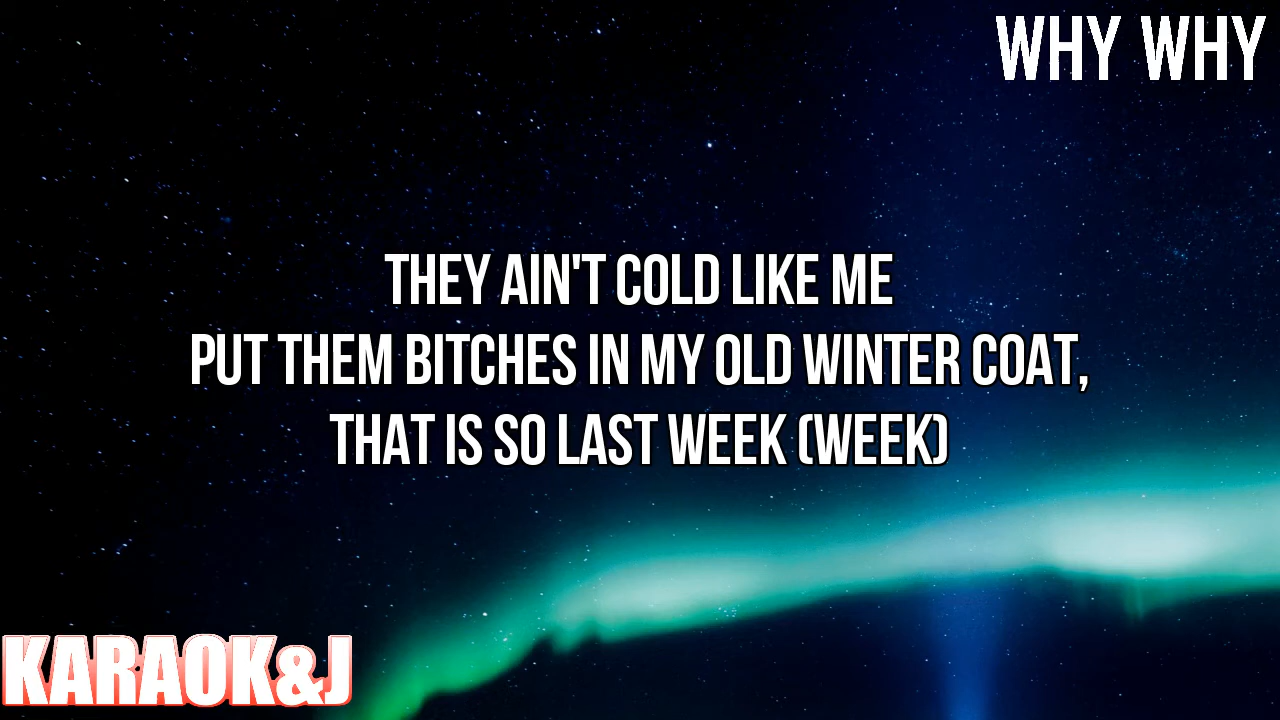 WHY WHY
THEY AIN'T COLD LIKE ME
PUT THEM BITCHES IN MY OLD WINTER COAT,
THAT IS SO LAST WEEK (WEEK)
KARAOK&J